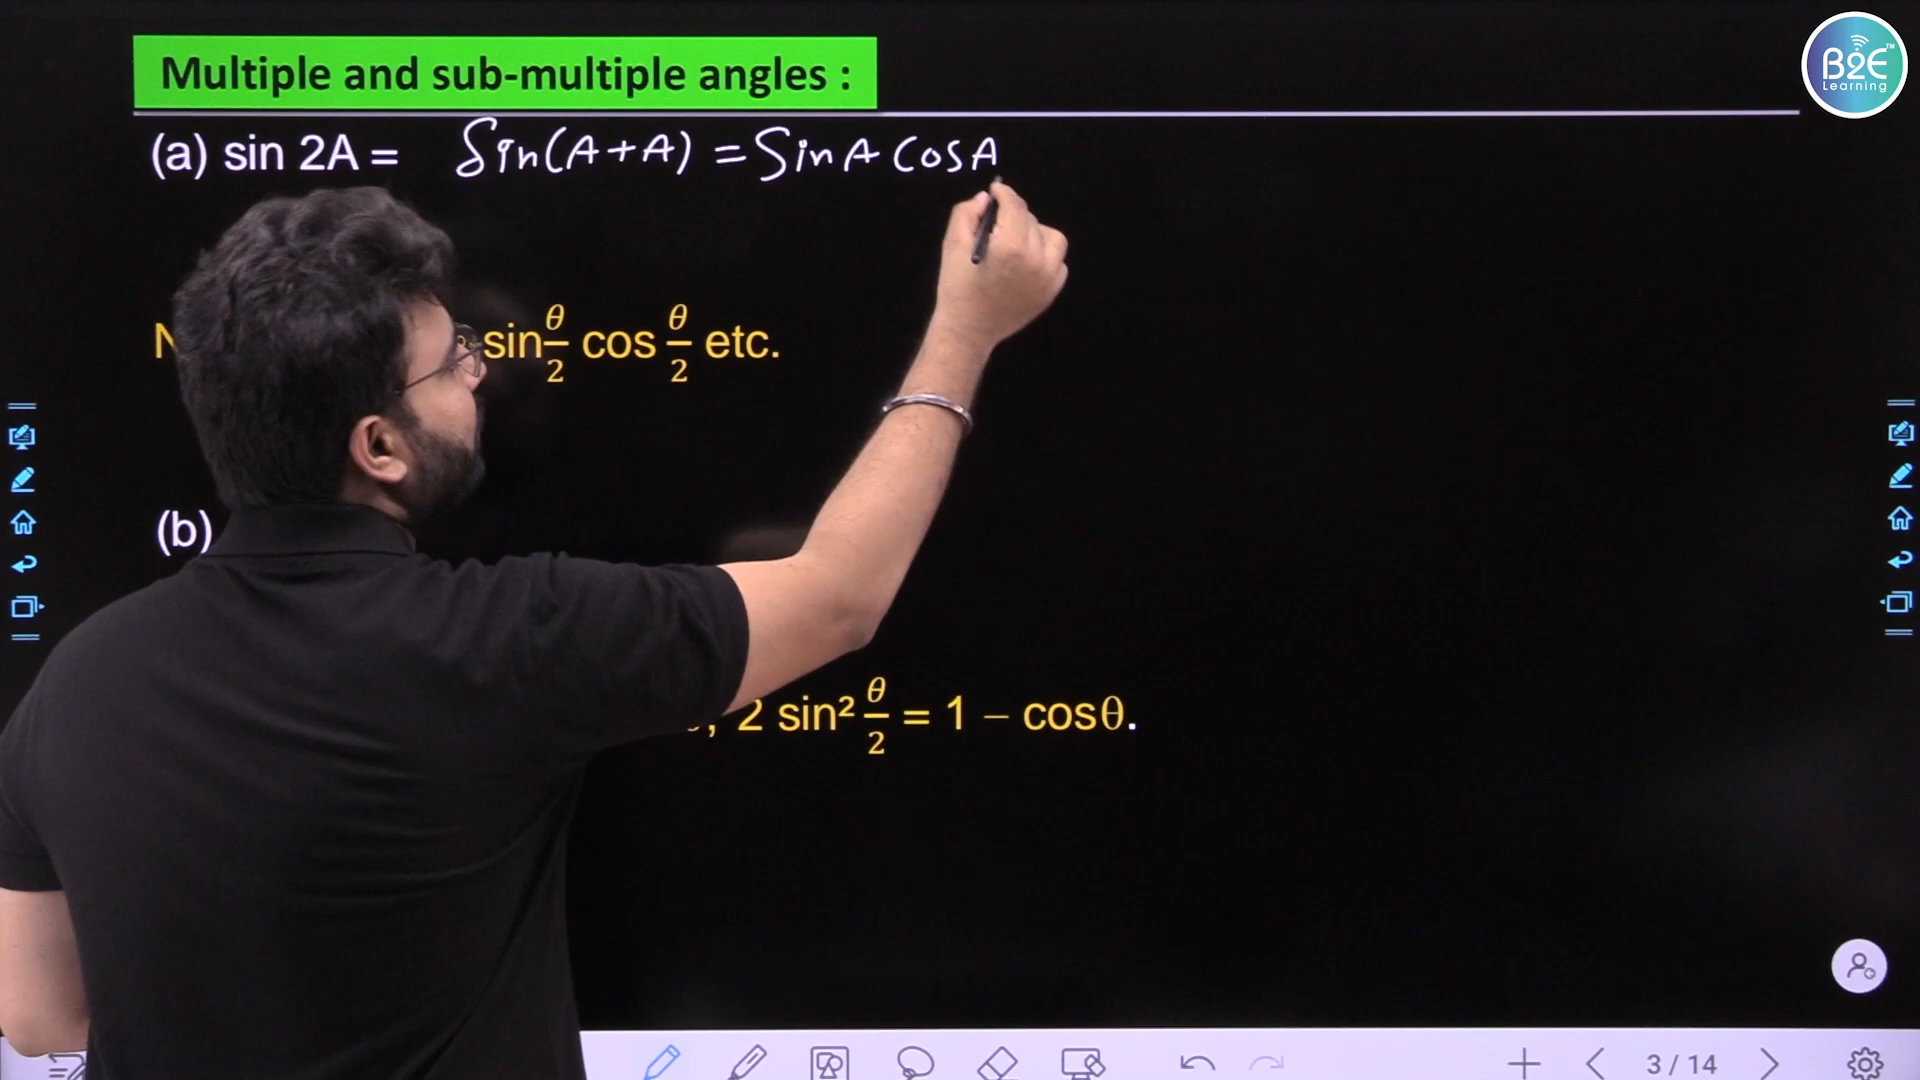 B2E TM
Learning
Multiple and sub-multiple angles :
(a) sin 2A = Sin(A+A) = SinA CosA
sin θ/2 cos θ/2 etc.
(b)
2 sin² θ/2 = 1 – cosθ.
3 / 14